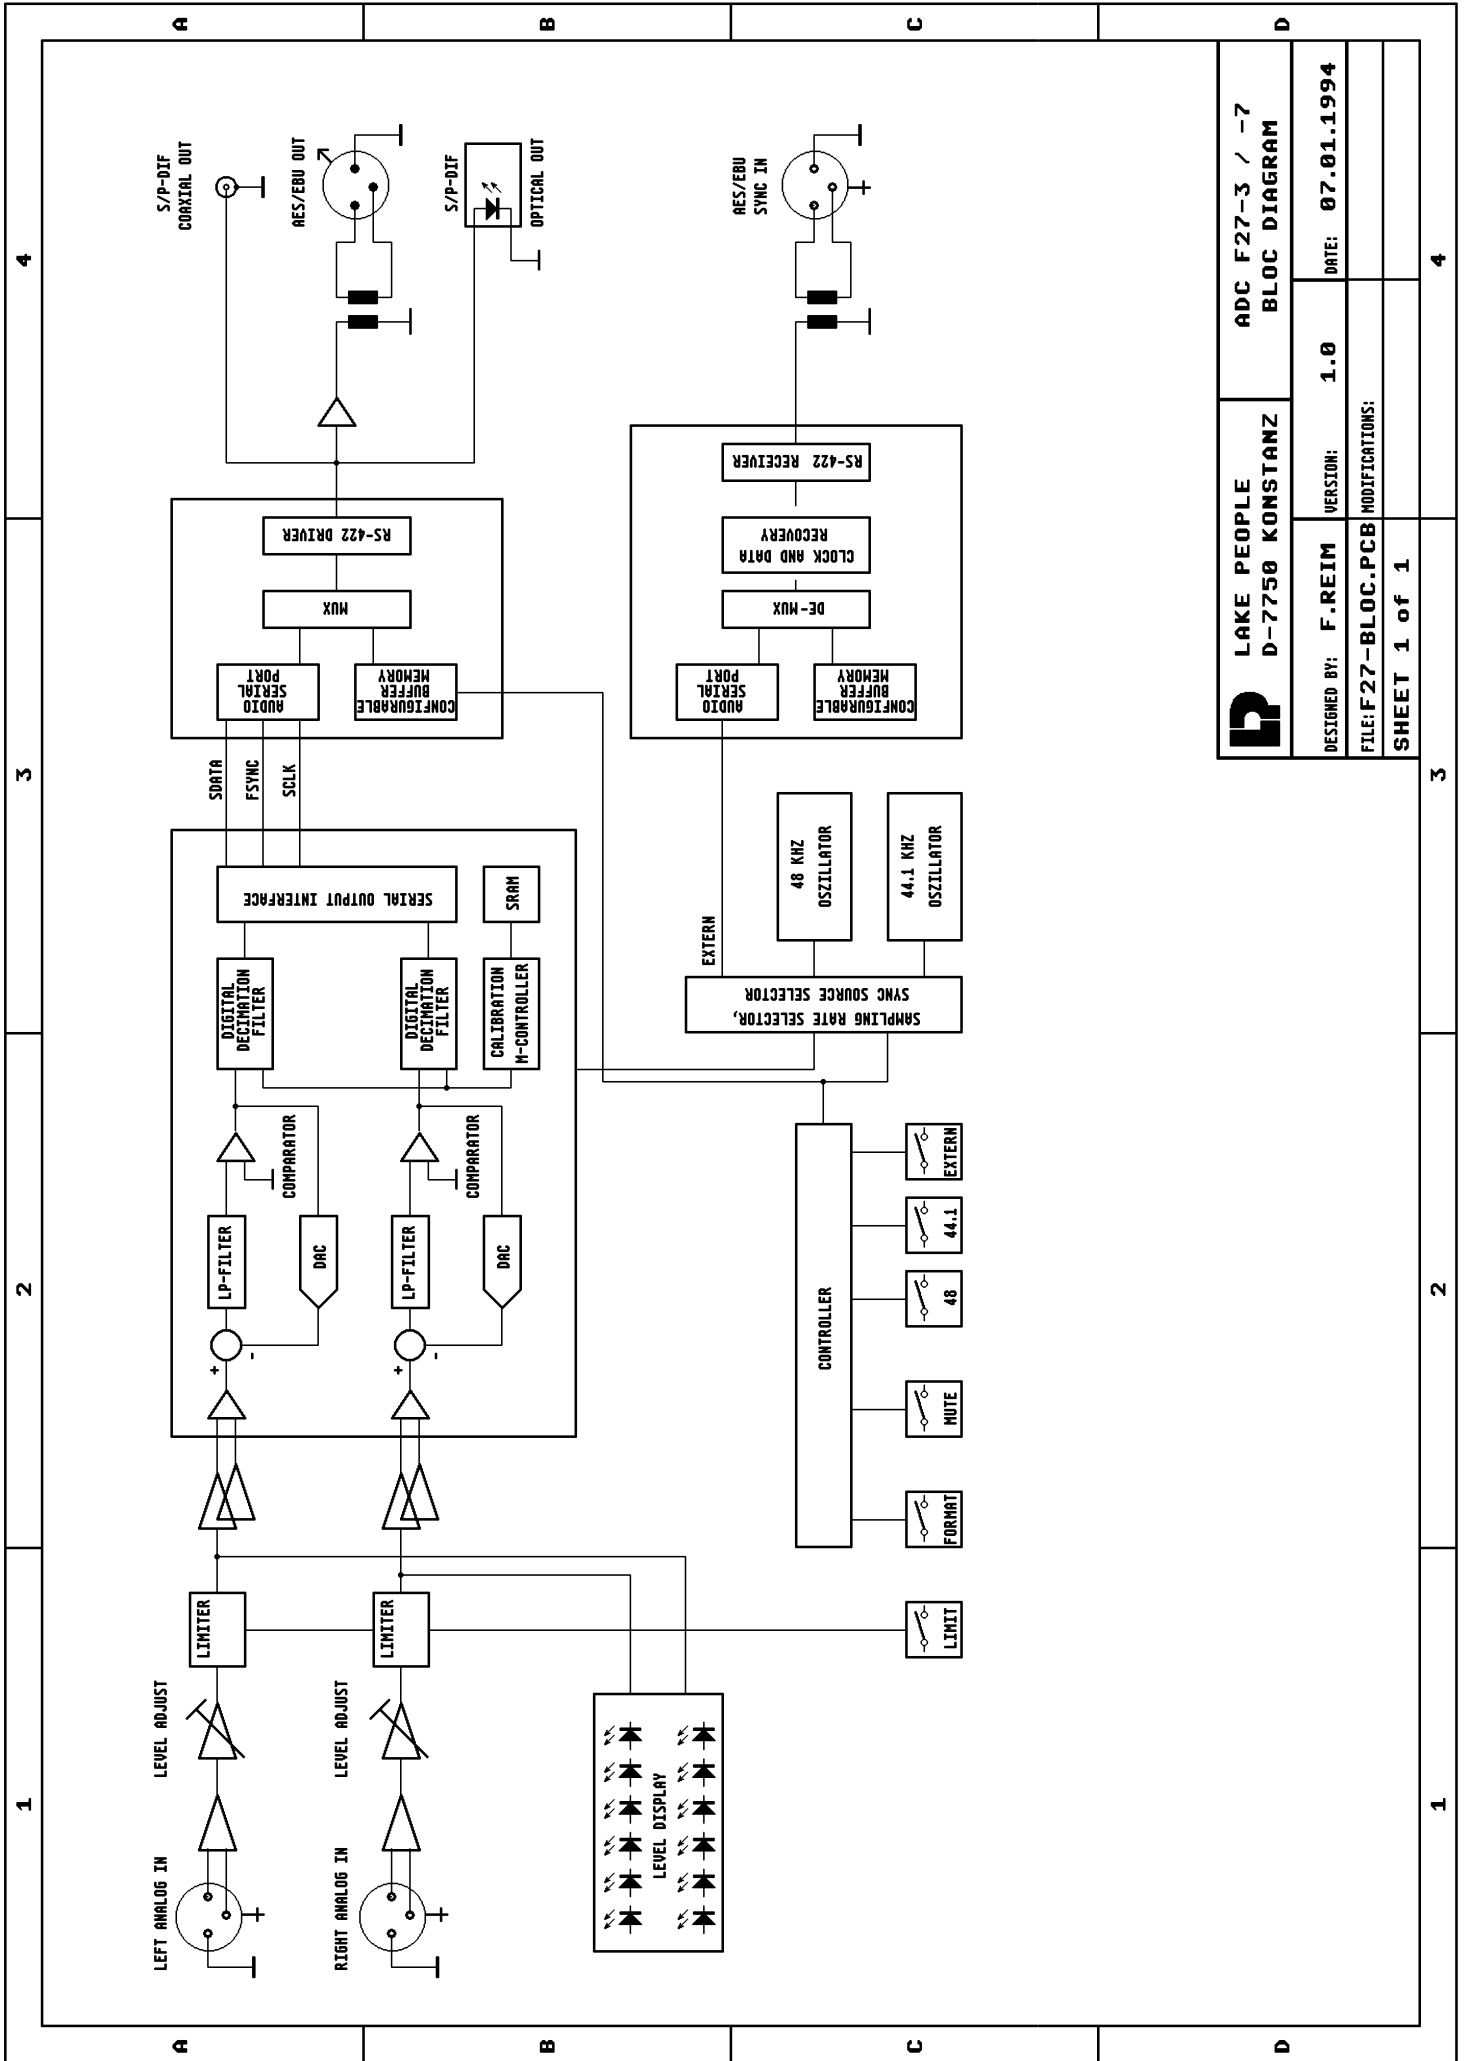 1
2
3
4
A
B
C
D
LEFT ANALOG IN
LEVEL ADJUST
LIMITER
RIGHT ANALOG IN
LEVEL ADJUST
LIMITER
LEVEL DISPLAY
+
-
LP-FILTER
DAC
COMPARATOR
DIGITAL
DECIMATION
FILTER
+
-
LP-FILTER
DAC
COMPARATOR
DIGITAL
DECIMATION
FILTER
CALIBRATION
M-CONTROLLER
SRAM
SERIAL OUTPUT INTERFACE
SDATA
FSYNC
SCLK
AUDIO
SERIAL
PORT
CONFIGURABLE
BUFFER
MEMORY
MUX
RS-422 DRIVER
S/P-DIF
COAXIAL OUT
AES/EBU OUT
S/P-DIF
OPTICAL OUT
LIMIT
FORMAT
MUTE
48
44.1
EXTERN
CONTROLLER
SAMPLING RATE SELECTOR,
SYNC SOURCE SELECTOR
EXTERN
48 KHZ
OSZILLATOR
44.1 KHZ
OSZILLATOR
AUDIO
SERIAL
PORT
CONFIGURABLE
BUFFER
MEMORY
DE-MUX
CLOCK AND DATA
RECOVERY
RS-422 RECEIVER
AES/EBU
SYNC IN
LAKE PEOPLE
D-7750 KONSTANZ
ADC F27-3 / -7
BLOC DIAGRAM
DESIGNED BY: F.REIM
VERSION: 1.0
DATE: 07.01.1994
FILE:F27-BLOC.PCB
MODIFICATIONS:
SHEET 1 of 1
A
B
C
D
1
2
3
4